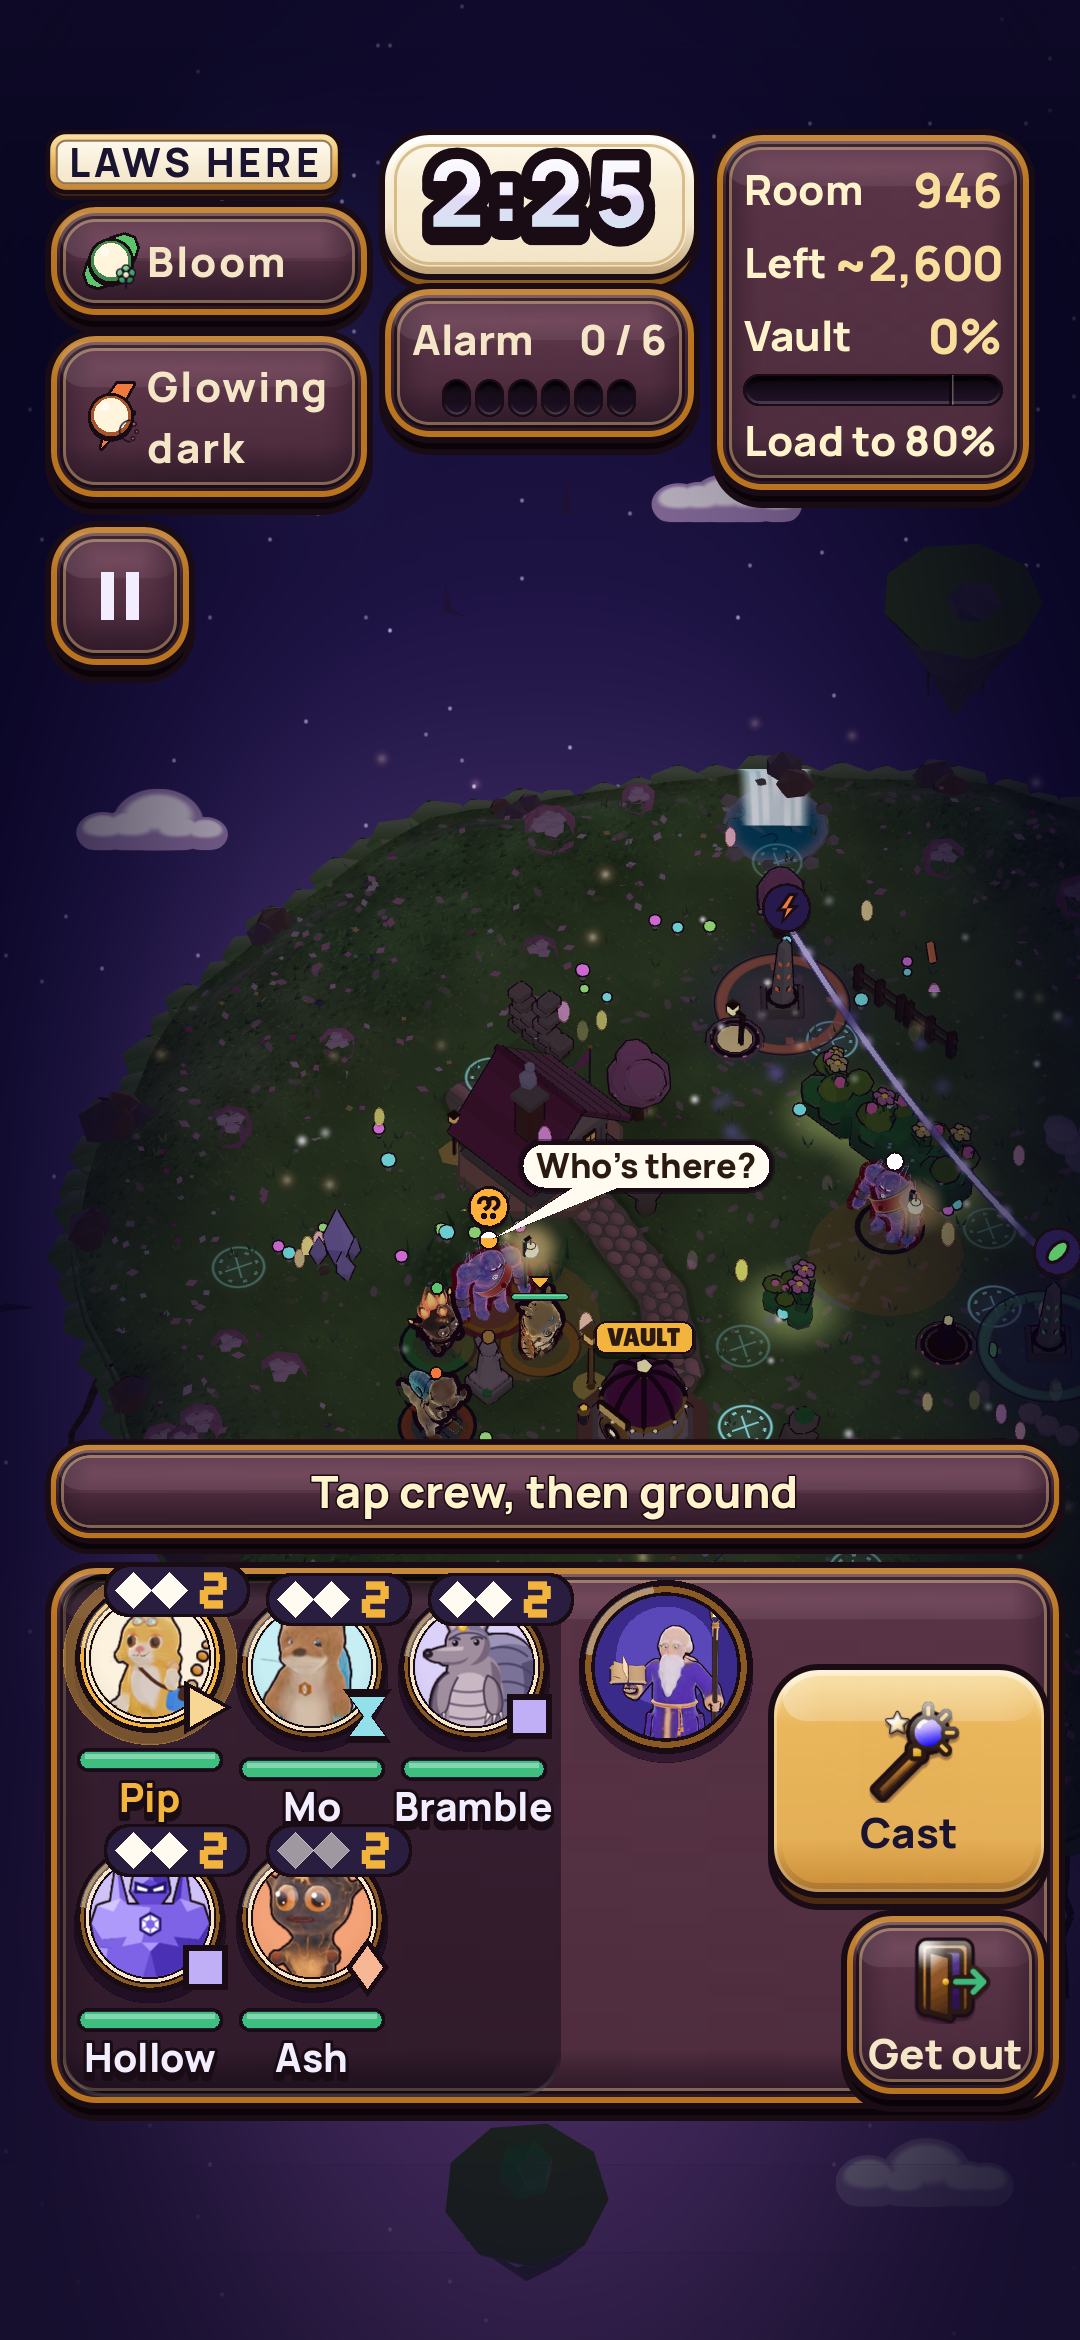 LAWS HERE
Bloom
Glowing
dark
2:25
Alarm 0 / 6
Room 946
Left ~2,600
Vault 0%
Load to 80%
Who's there?
??
VAULT
Tap crew, then ground
2
2
2
Pip
Mo
Bramble
2
2
Hollow
Ash
Cast
Get out